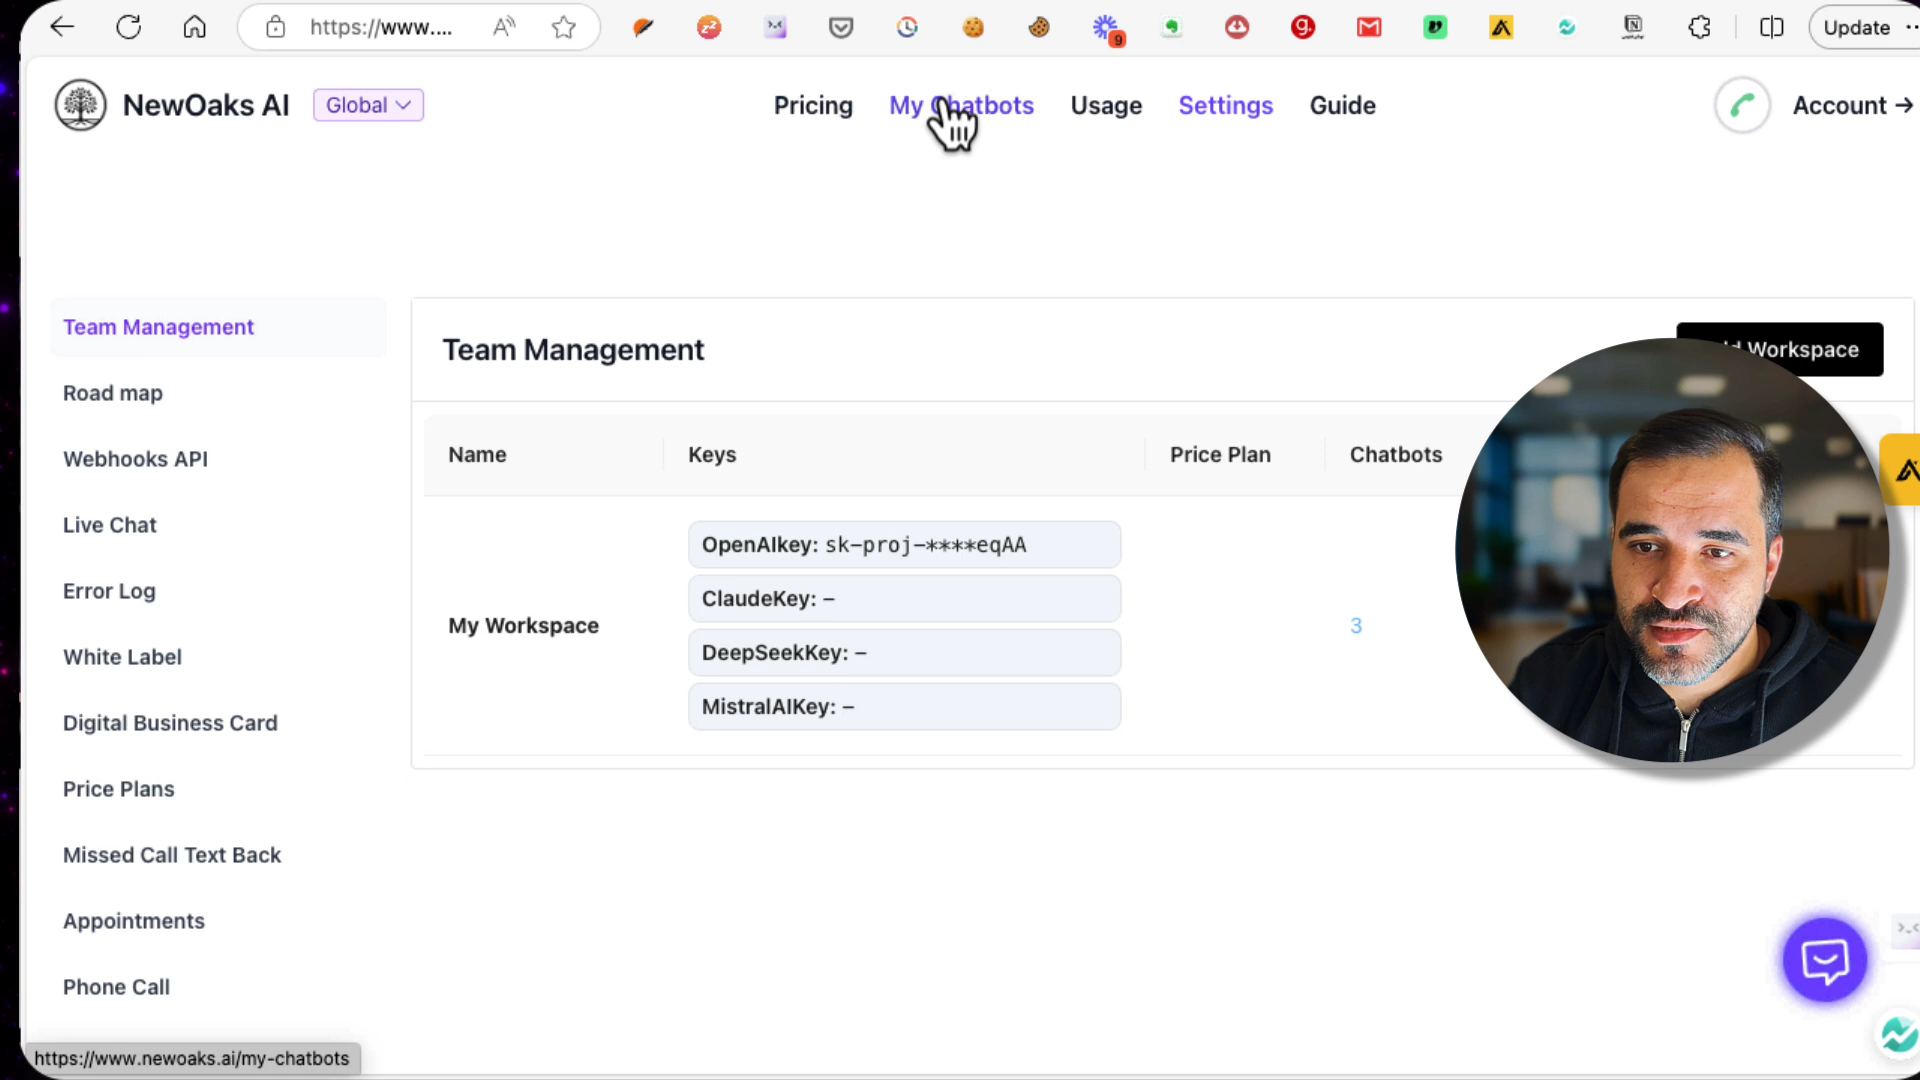 https://www....
9
Update
NewOaks AI
Global
Pricing
My Chatbots
Usage
Settings
Guide
Account →
Team Management
Road map
Webhooks API
Live Chat
Error Log
White Label
Digital Business Card
Price Plans
Missed Call Text Back
Appointments
Phone Call
Team Management
Workspace
Name
Keys
Price Plan
Chatbots
My Workspace
OpenAIkey: sk-proj-****eqAA
ClaudeKey: –
DeepSeekKey: –
MistralAIKey: –
3
https://www.newoaks.ai/my-chatbots